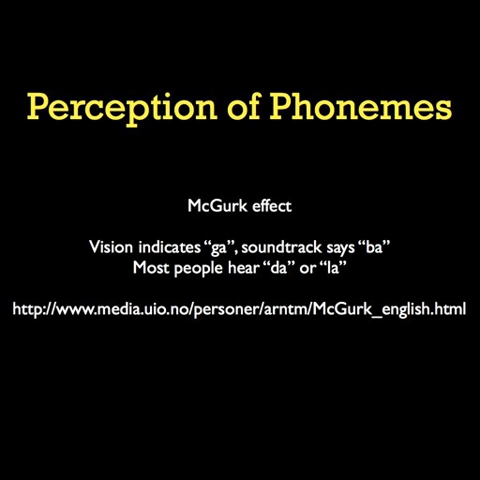 Perception of Phonemes
McGurk effect
Vision indicates “ga”, soundtrack says “ba”
Most people hear “da” or “la”
http://www.media.uio.no/personer/arntm/McGurk_english.html